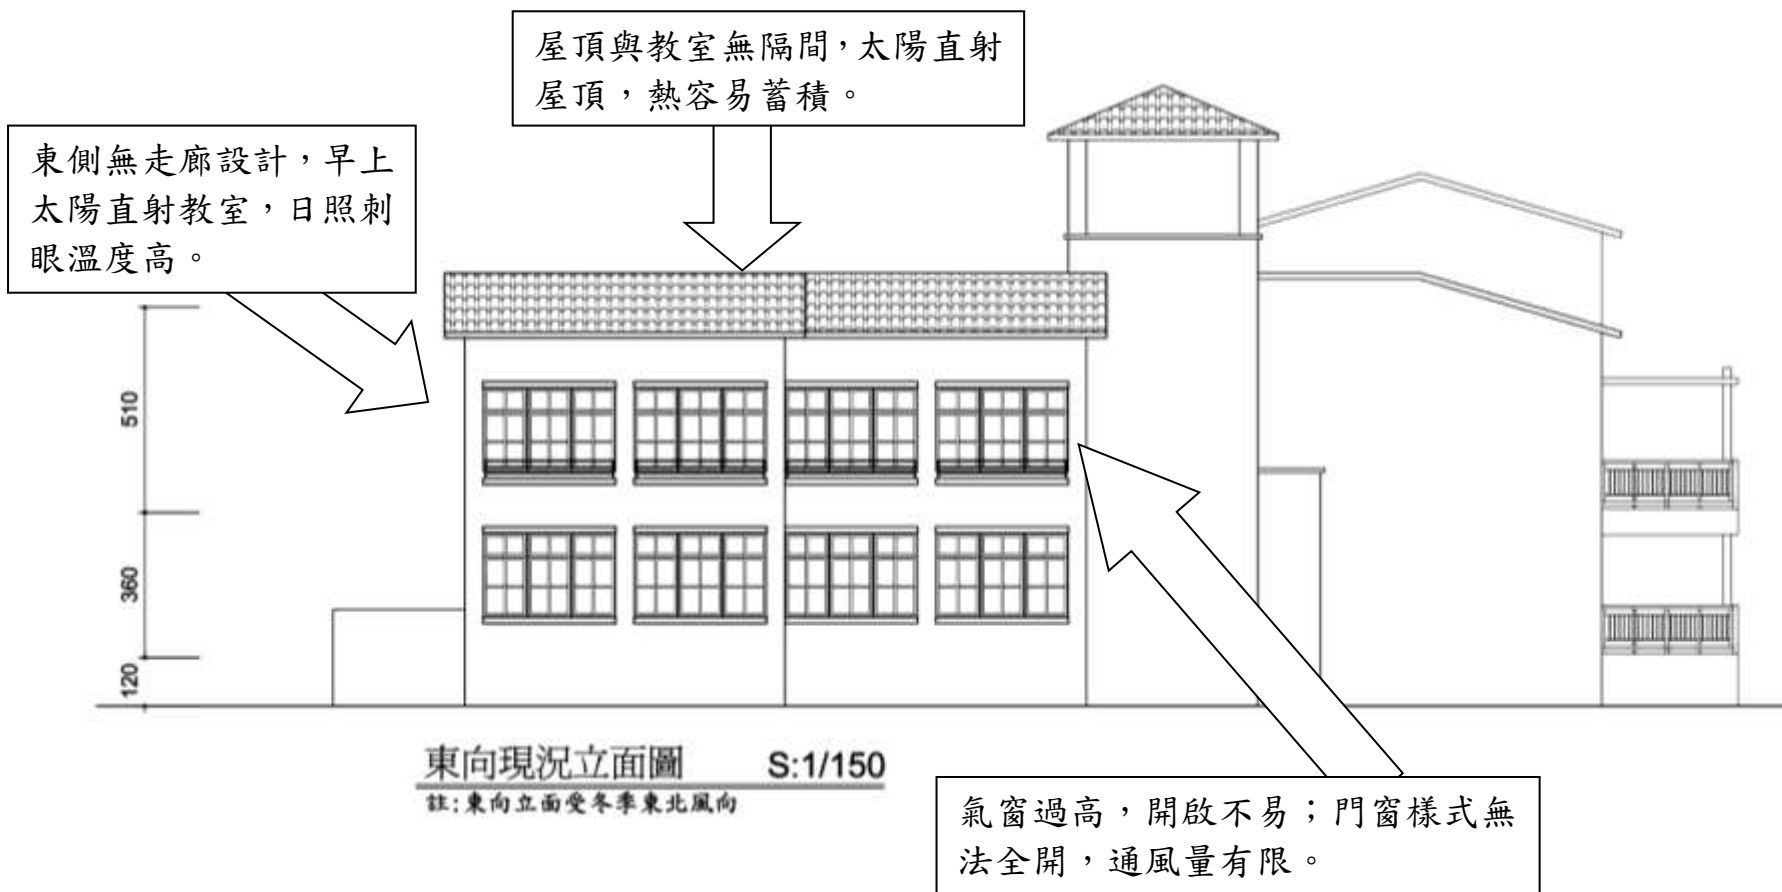 屋頂與教室無隔間，太陽直射
屋頂，熱容易蓄積。
東側無走廊設計，早上
太陽直射教室，日照刺
眼溫度高。
510
360
120
東向現況立面圖 S:1/150
註:東向立面受冬季東北風向
氣窗過高，開啟不易；門窗樣式無
法全開，通風量有限。